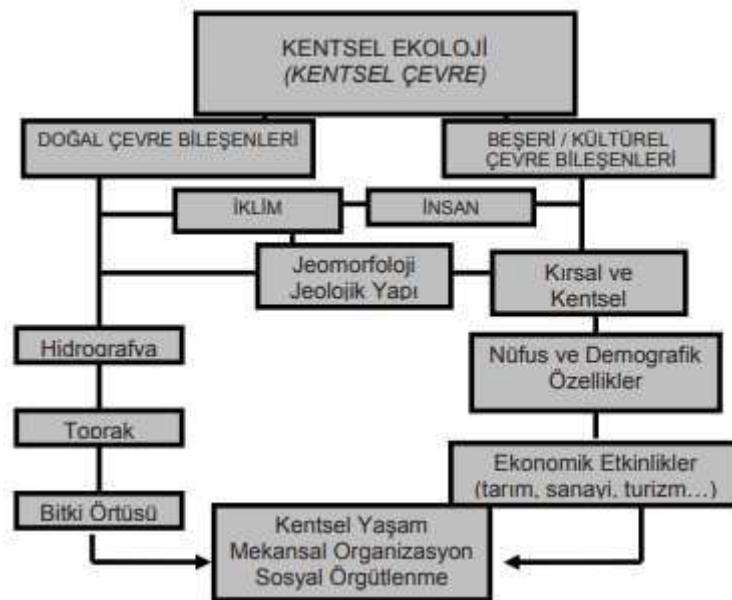 KENTSEL EKOLOJİ
(KENTSEL ÇEVRE)
DOĞAL ÇEVRE BİLEŞENLERİ
BEŞERİ / KÜLTÜREL
ÇEVRE BİLEŞENLERİ
İKLİM
İNSAN
Jeomorfoloji
Jeolojik Yapı
Kırsal ve
Kentsel
Hidrografya
Nüfus ve Demografik
Özellikler
Toprak
Ekonomik Etkinlikler
(tarım, sanayi, turizm…)
Bitki Örtüsü
Kentsel Yaşam
Mekansal Organizasyon
Sosyal Örgütlenme